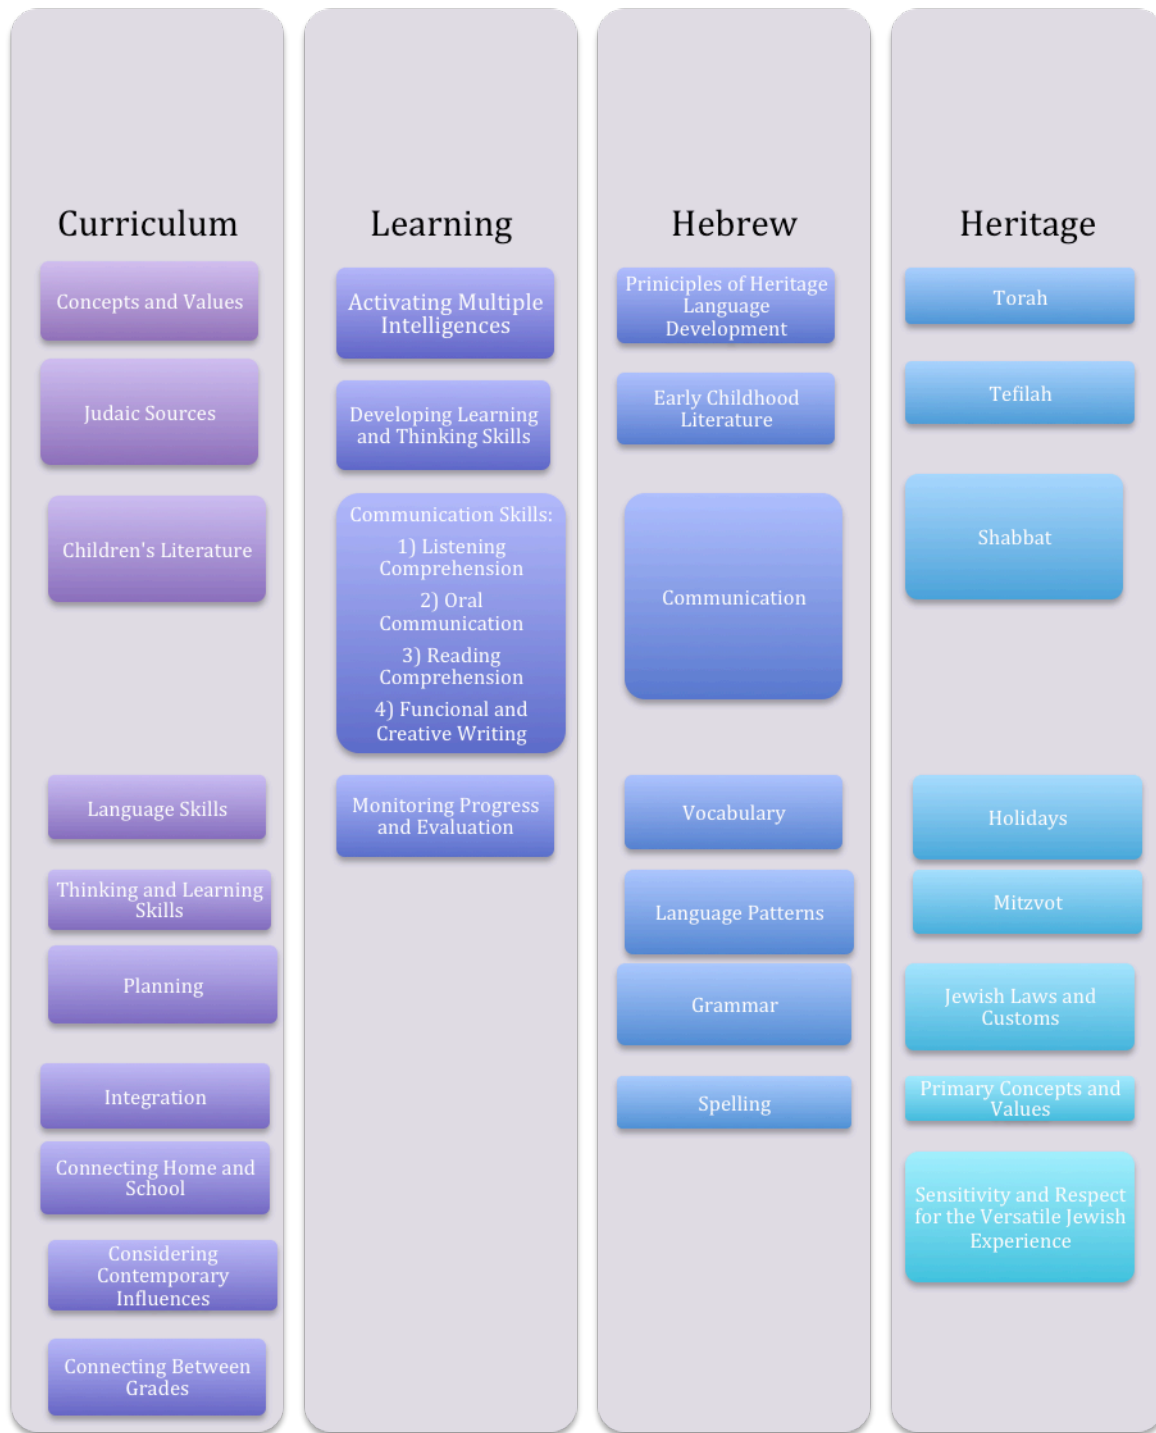 Curriculum
Concepts and Values
Judaic Sources
Children's Literature
Language Skills
Thinking and Learning
Skills
Planning
Integration
Connecting Home and
School
Considering
Contemporary
Influences
Connecting Between
Grades
Learning
Activating Multiple
Intelligences
Developing Learning
and Thinking Skills
Communication Skills:
1) Listening
Comprehension
2) Oral
Communication
3) Reading
Comprehension
4) Funcional and
Creative Writing
Monitoring Progress
and Evaluation
Hebrew
Priniciples of Heritage
Language
Development
Early Childhood
Literature
Communication
Vocabulary
Language Patterns
Grammar
Spelling
Heritage
Torah
Tefilah
Shabbat
Holidays
Mitzvot
Jewish Laws and
Customs
Primary Concepts and
Values
Sensitivity and Respect
for the Versatile Jewish
Experience